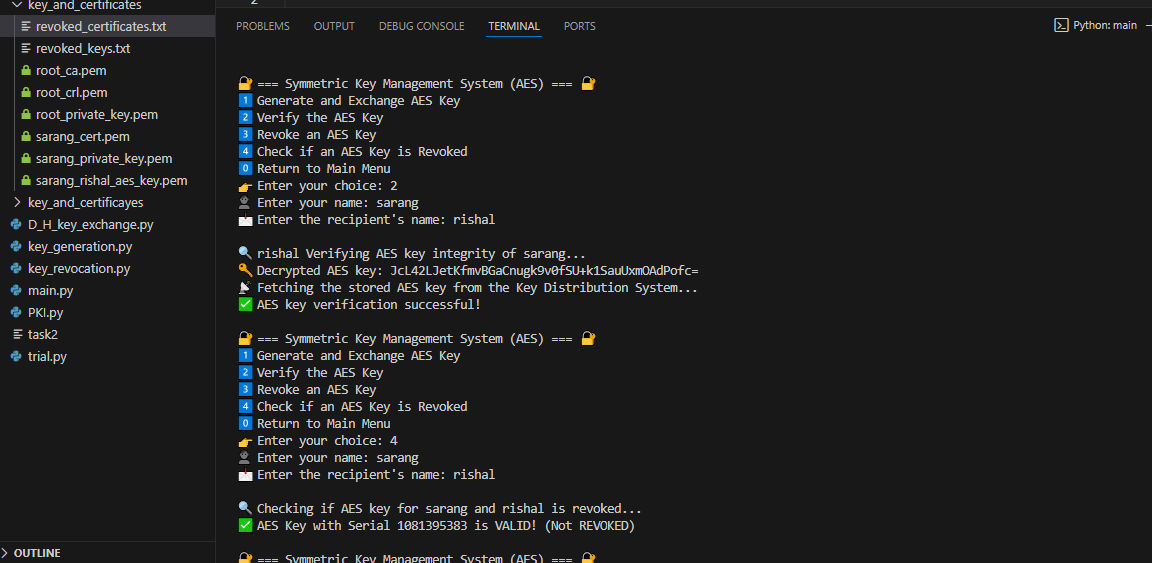 key_and_certificates
revoked_certificates.txt
revoked_keys.txt
root_ca.pem
root_crl.pem
root_private_key.pem
sarang_cert.pem
sarang_private_key.pem
sarang_rishal_aes_key.pem
key_and_certificayes
D_H_key_exchange.py
key_generation.py
key_revocation.py
main.py
PKI.py
task2
trial.py
OUTLINE
2
PROBLEMS OUTPUT DEBUG CONSOLE TERMINAL PORTS Python: main
🔐 === Symmetric Key Management System (AES) === 🔐
1️⃣ Generate and Exchange AES Key
2️⃣ Verify the AES Key
3️⃣ Revoke an AES Key
4️⃣ Check if an AES Key is Revoked
0️⃣ Return to Main Menu
👉 Enter your choice: 2
Enter your name: sarang
📩 Enter the recipient's name: rishal
🔍 rishal Verifying AES key integrity of sarang...
🔑 Decrypted AES key: JcL42LJetKfmvBGaCnugk9v0fSU+k1SauUxmOAdPofc=
📡 Fetching the stored AES key from the Key Distribution System...
✅ AES key verification successful!
🔐 === Symmetric Key Management System (AES) === 🔐
1️⃣ Generate and Exchange AES Key
2️⃣ Verify the AES Key
3️⃣ Revoke an AES Key
4️⃣ Check if an AES Key is Revoked
0️⃣ Return to Main Menu
👉 Enter your choice: 4
Enter your name: sarang
📩 Enter the recipient's name: rishal
🔍 Checking if AES key for sarang and rishal is revoked...
✅ AES Key with Serial 1081395383 is VALID! (Not REVOKED)
🔐 === Symmetric Key Management System (AES) === 🔐